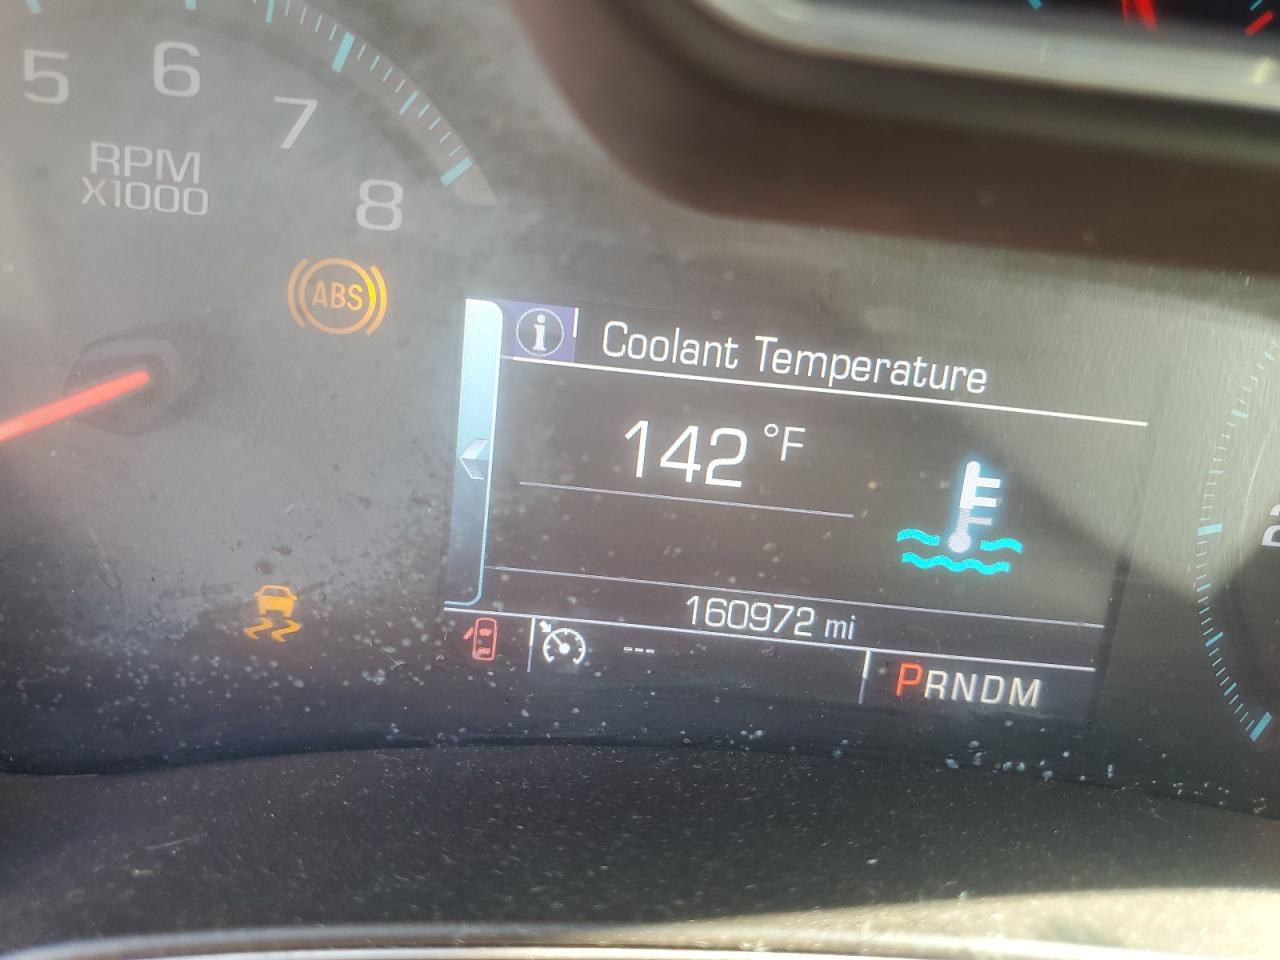 5
6
7
8
RPM
X1000
ABS
i
Coolant Temperature
142 °F
160972 mi
---
PRNDM